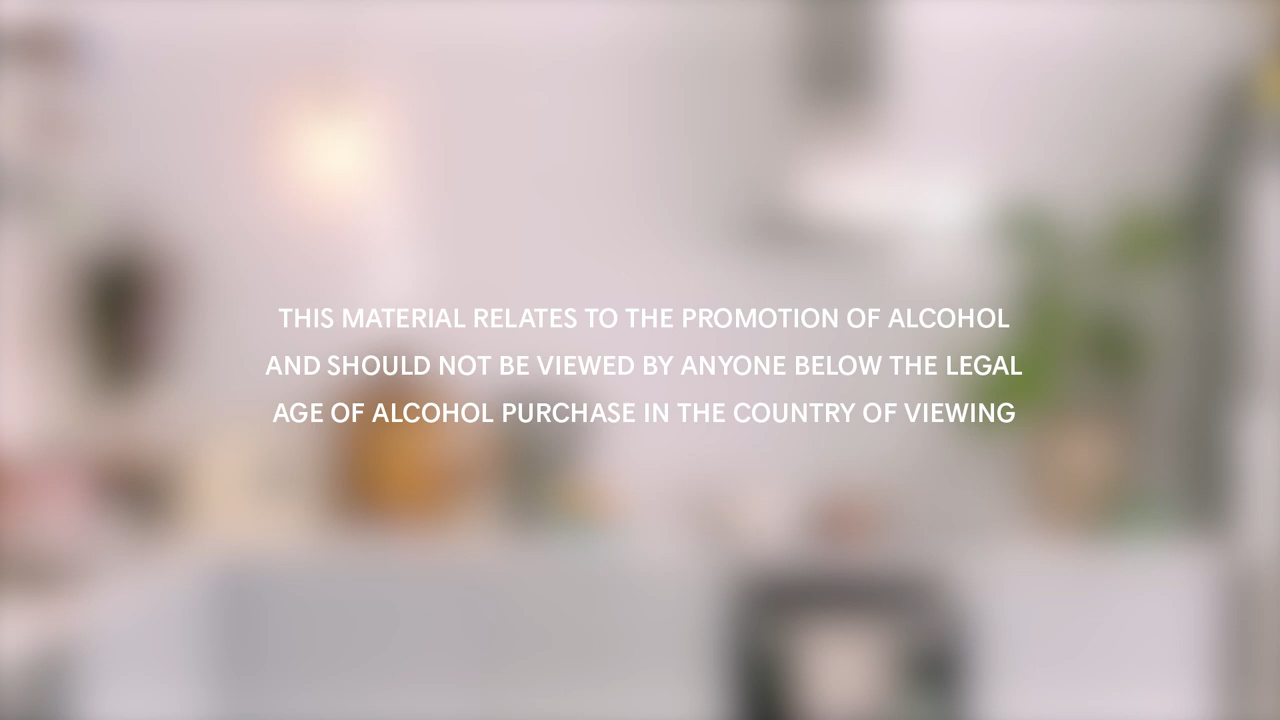 THIS MATERIAL RELATES TO THE PROMOTION OF ALCOHOL
AND SHOULD NOT BE VIEWED BY ANYONE BELOW THE LEGAL
AGE OF ALCOHOL PURCHASE IN THE COUNTRY OF VIEWING